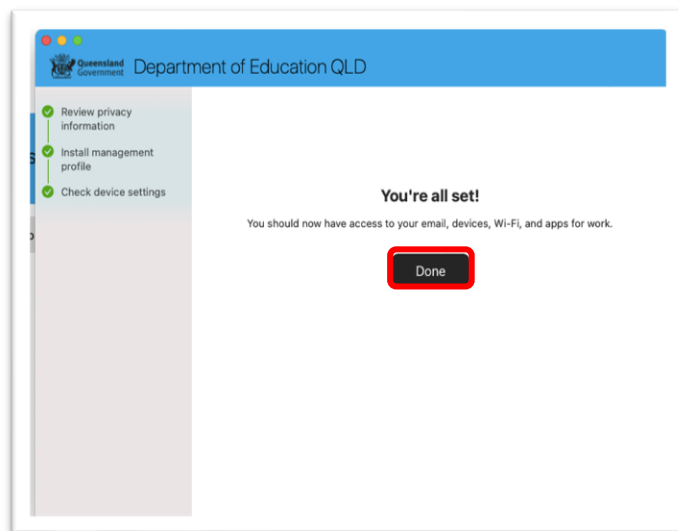 Queensland
Government
Department of Education QLD
Review privacy
information
Install management
profile
Check device settings
You're all set!
You should now have access to your email, devices, Wi-Fi, and apps for work.
Done